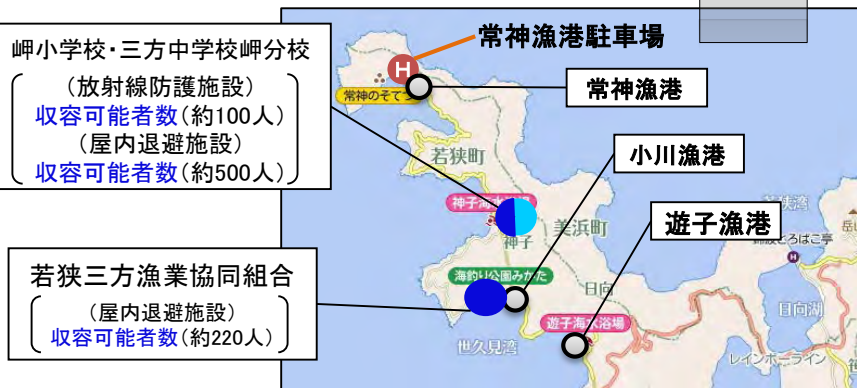 岬小学校・三方中学校岬分校
(放射線防護施設)
収容可能者数(約100人)
(屋内退避施設)
収容可能者数(約500人)
若狭三方漁業協同組合
(屋内退避施設)
収容可能者数(約220人)
常神漁港駐車場
H
常神のそてつ
常神漁港
若狭町
小川漁港
神子海水浴場
神子
美浜町
遊子漁港
海釣り公園みかた
日向
遊子海水浴場
世久見湾
H
日向湖
レインボーライン